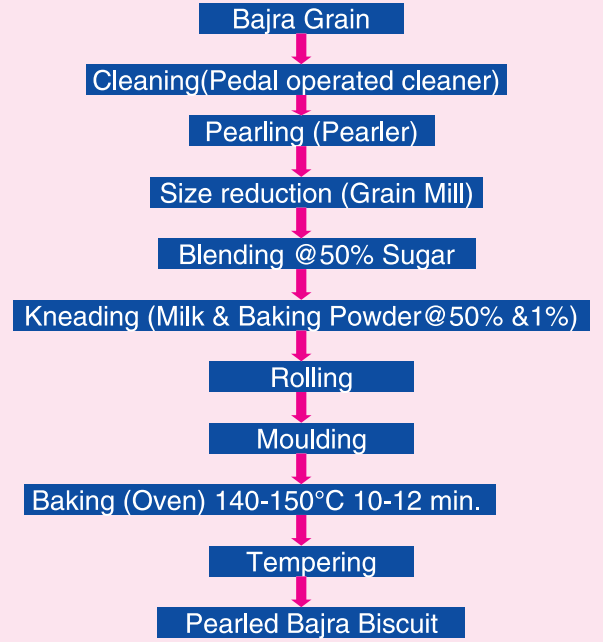 Bajra Grain
Cleaning(Pedal operated cleaner)
Pearling (Pearler)
Size reduction (Grain Mill)
Blending @50% Sugar
Kneading (Milk & Baking Powder@50% &1%)
Rolling
Moulding
Baking (Oven) 140-150°C 10-12 min.
Tempering
Pearled Bajra Biscuit